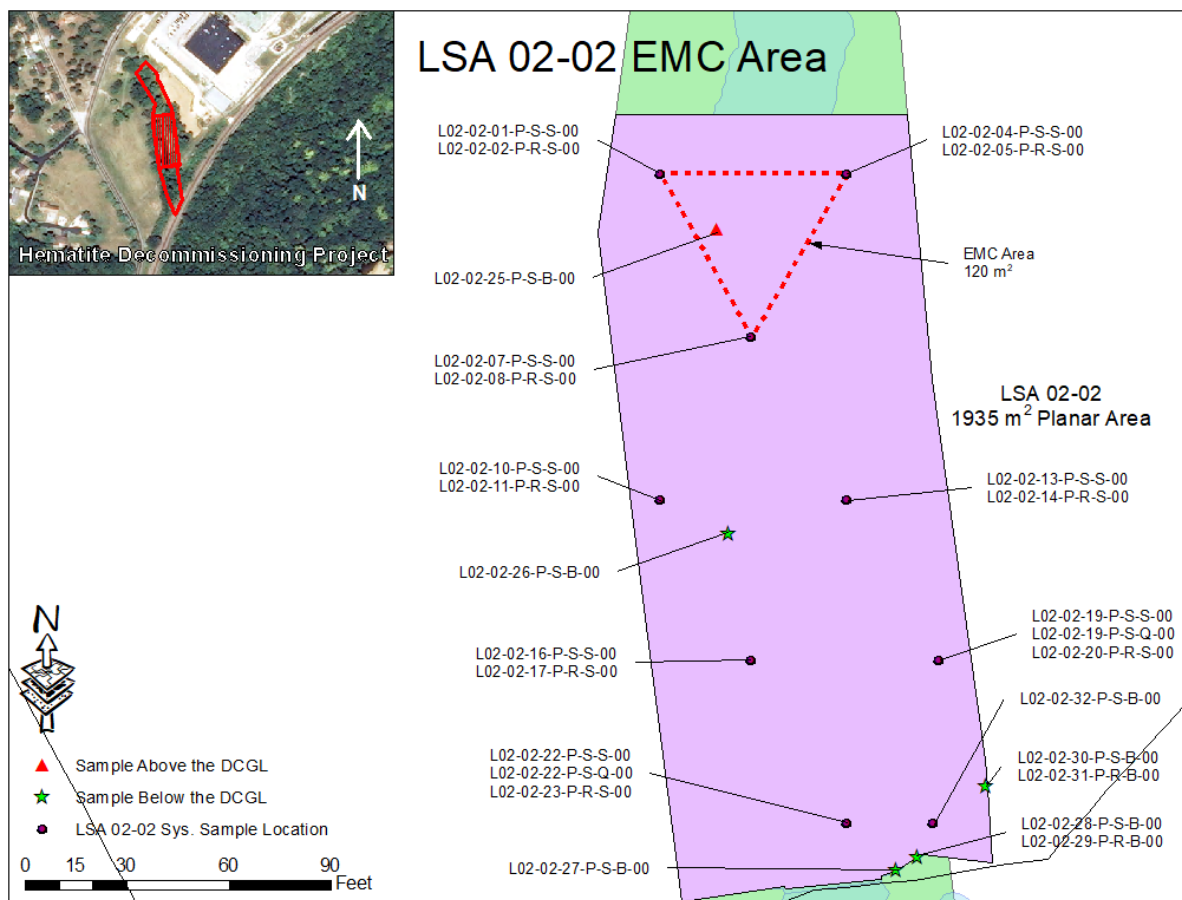 LSA 02-02 EMC Area
N
Hematite Decommissioning Project
L02-02-01-P-S-S-00
L02-02-02-P-R-S-00
L02-02-04-P-S-S-00
L02-02-05-P-R-S-00
L02-02-25-P-S-B-00
EMC Area
120 m²
L02-02-07-P-S-S-00
L02-02-08-P-R-S-00
LSA 02-02
1935 m² Planar Area
L02-02-10-P-S-S-00
L02-02-11-P-R-S-00
L02-02-13-P-S-S-00
L02-02-14-P-R-S-00
L02-02-26-P-S-B-00
L02-02-19-P-S-S-00
L02-02-19-P-S-Q-00
L02-02-20-P-R-S-00
L02-02-16-P-S-S-00
L02-02-17-P-R-S-00
L02-02-32-P-S-B-00
L02-02-22-P-S-S-00
L02-02-22-P-S-Q-00
L02-02-23-P-R-S-00
L02-02-30-P-S-B-00
L02-02-31-P-R-B-00
L02-02-28-P-S-B-00
L02-02-29-P-R-B-00
L02-02-27-P-S-B-00
N
Sample Above the DCGL
Sample Below the DCGL
LSA 02-02 Sys. Sample Location
0 15 30 60 90
Feet